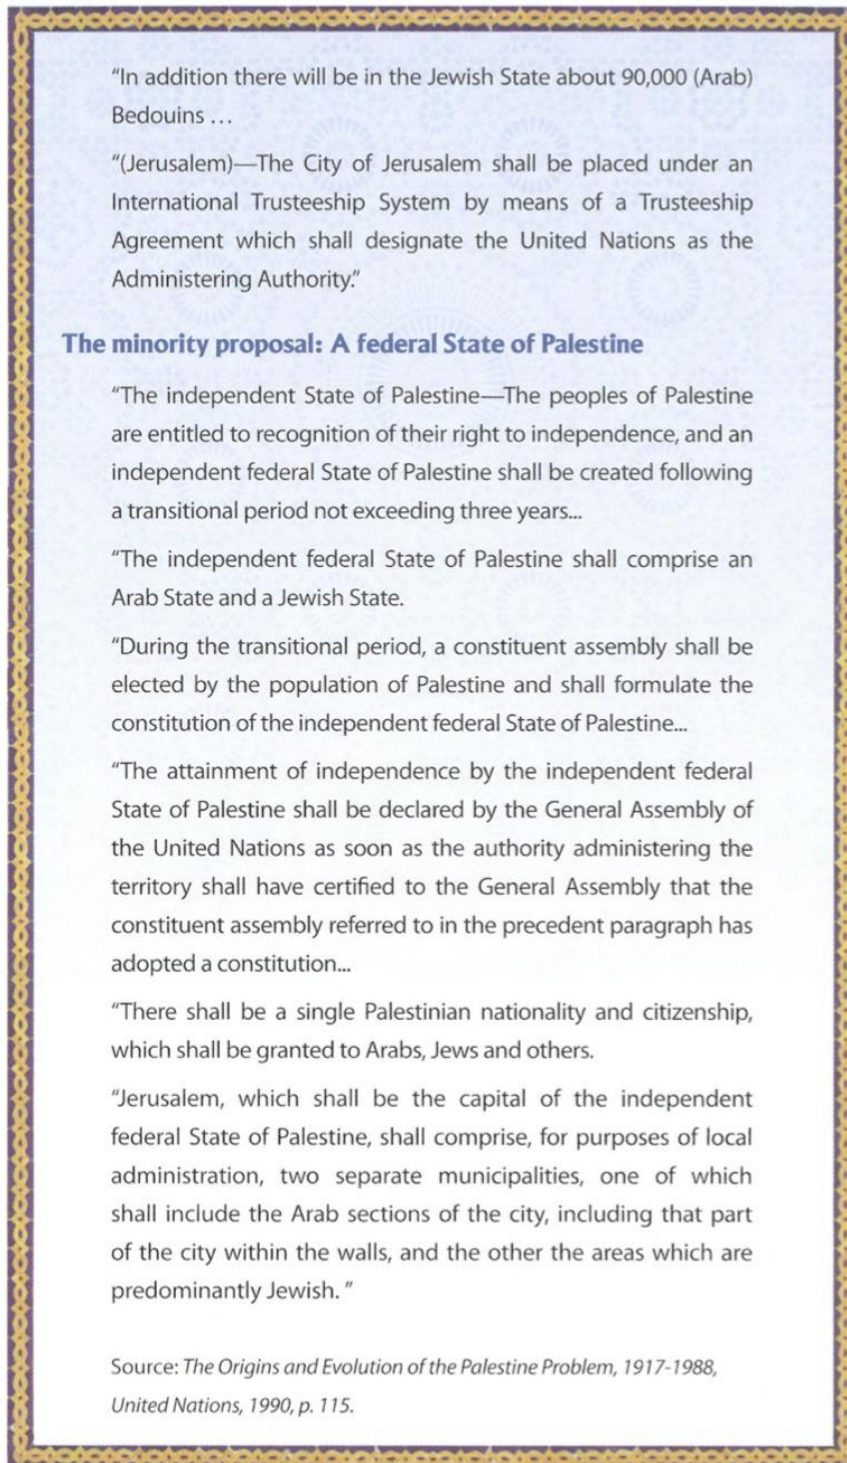 “In addition there will be in the Jewish State about 90,000 (Arab)
Bedouins …
“(Jerusalem)—The City of Jerusalem shall be placed under an
International Trusteeship System by means of a Trusteeship
Agreement which shall designate the United Nations as the
Administering Authority.”
The minority proposal: A federal State of Palestine
“The independent State of Palestine—The peoples of Palestine
are entitled to recognition of their right to independence, and an
independent federal State of Palestine shall be created following
a transitional period not exceeding three years...
“The independent federal State of Palestine shall comprise an
Arab State and a Jewish State.
“During the transitional period, a constituent assembly shall be
elected by the population of Palestine and shall formulate the
constitution of the independent federal State of Palestine...
“The attainment of independence by the independent federal
State of Palestine shall be declared by the General Assembly of
the United Nations as soon as the authority administering the
territory shall have certified to the General Assembly that the
constituent assembly referred to in the precedent paragraph has
adopted a constitution...
“There shall be a single Palestinian nationality and citizenship,
which shall be granted to Arabs, Jews and others.
“Jerusalem, which shall be the capital of the independent
federal State of Palestine, shall comprise, for purposes of local
administration, two separate municipalities, one of which
shall include the Arab sections of the city, including that part
of the city within the walls, and the other the areas which are
predominantly Jewish. ”
Source: The Origins and Evolution of the Palestine Problem, 1917-1988,
United Nations, 1990, p. 115.